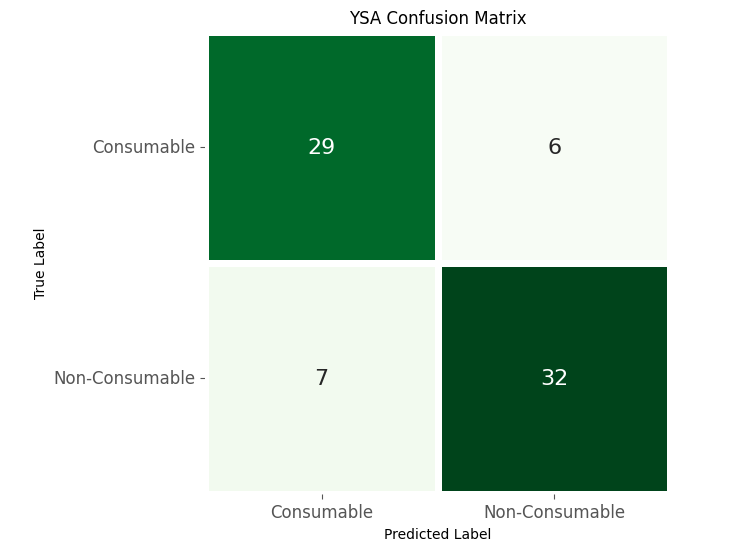 YSA Confusion Matrix
Consumable
29
6
True Label
Non-Consumable
7
32
Consumable
Non-Consumable
Predicted Label